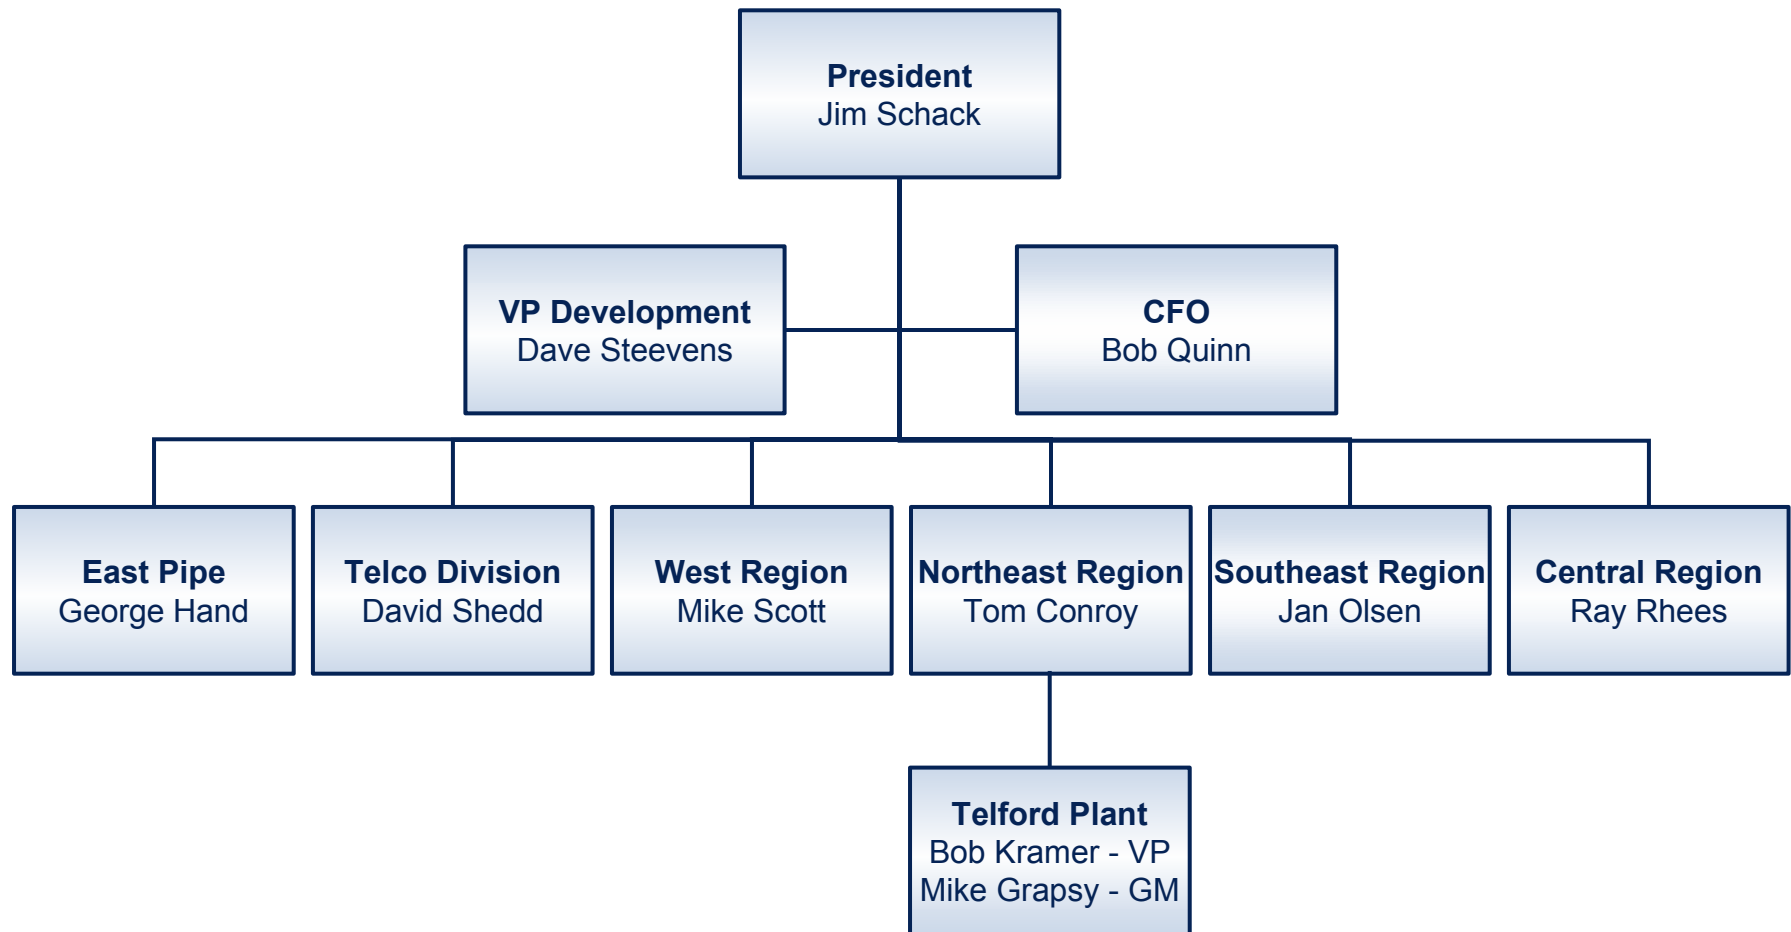 President
Jim Schack
VP Development
Dave Steevens
CFO
Bob Quinn
East Pipe
George Hand
Telco Division
David Shedd
West Region
Mike Scott
Northeast Region
Tom Conroy
Southeast Region
Jan Olsen
Central Region
Ray Rhees
Telford Plant
Bob Kramer - VP
Mike Grapsy - GM